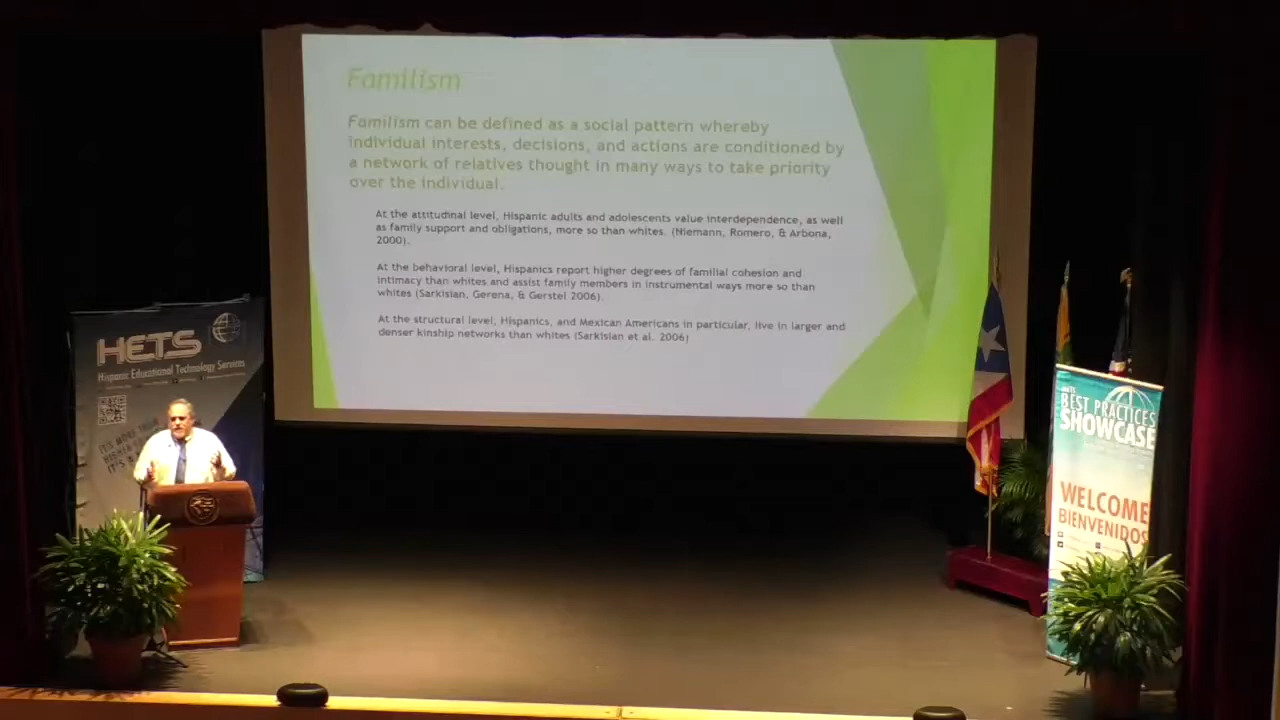 Familism
Familism can be defined as a social pattern whereby
individual interests, decisions, and actions are conditioned by
a network of relatives thought in many ways to take priority
over the individual.
At the attitudinal level, Hispanic adults and adolescents value interdependence, as well
as family support and obligations, more so than whites. (Niemann, Romero, & Arbona,
2000).
At the behavioral level, Hispanics report higher degrees of familial cohesion and
intimacy than whites and assist family members in instrumental ways more so than
whites (Sarkisian, Gerena, & Gerstel 2006).
At the structural level, Hispanics, and Mexican Americans in particular, live in larger and
denser kinship networks than whites (Sarkisian et al. 2006)
HETS
Hispanic Educational Technology Services
IT'S MORE THAN
HIGHER
IT'S
HETS
BEST PRACTICES
SHOWCASE
WELCOME
BIENVENIDOS